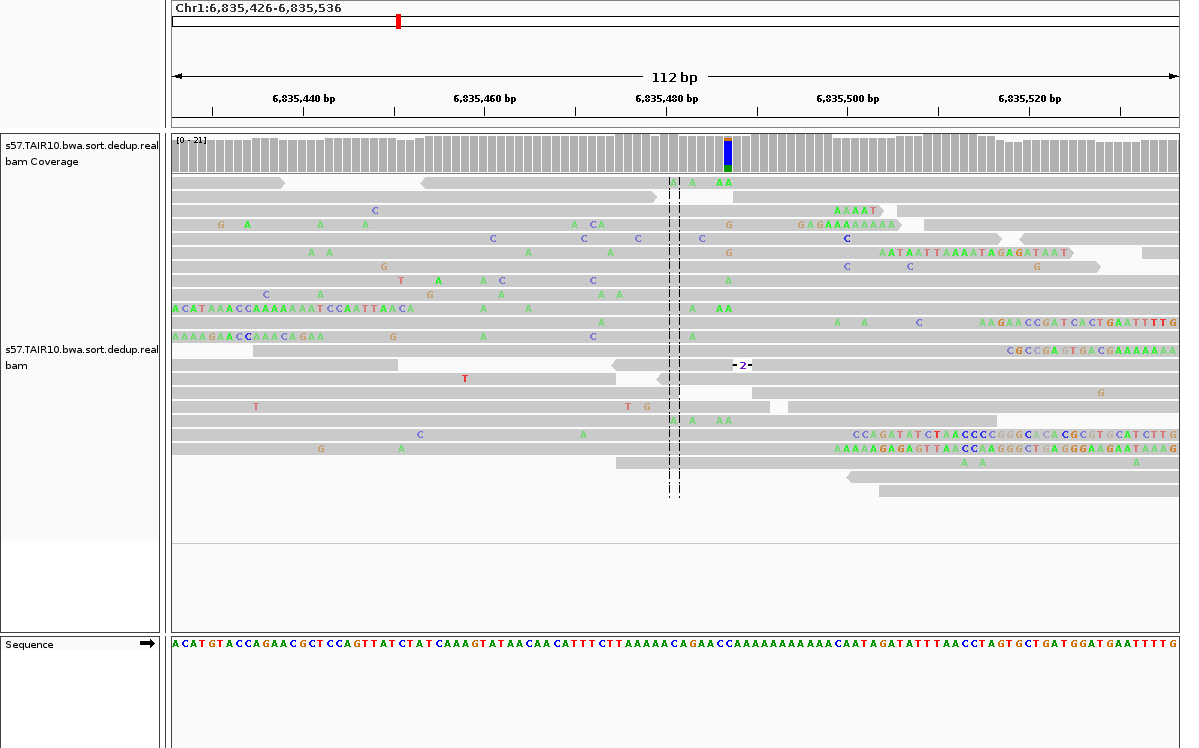 Chr1:6,835,426-6,835,536
112 bp
6,835,440 bp 6,835,460 bp 6,835,480 bp 6,835,500 bp 6,835,520 bp
s57.TAIR10.bwa.sort.dedup.real
bam Coverage
[0 - 21]
A A AA
C AAAAT
G A A A A CA G GAGAAAAAAAA
C C C C C
A A A A G AATAATTAAATAGAGATAAT
G C C G
T A A C C A
C A G A A A
ACATAAACCAAAAAAATCCAATTAACA A A A AA
A A A C AAGAACCGATCACTGAATTTTG
AAAAGAACCAAACAGAA G A C A
s57.TAIR10.bwa.sort.dedup.real
bam
CGCCGAGTGACGAAAAAAA
2
T
G
T T G
A A AA
C A CCAGATATCTAACCCCGGGCACACGCGTGCATCTTG
G A AAAAAGAGAGTTAACCAAGGGCTGAGGGAAGAATAAAG
A A A
Sequence
ACATGTACCAGAACGCTCCAGTTATCTATCAAAGTATAACAACATTTCTTAAAAACAGAACCAAAAAAAAAAACAATAGATATTTAACCTAGTGCTGATGGATGAATTTTG